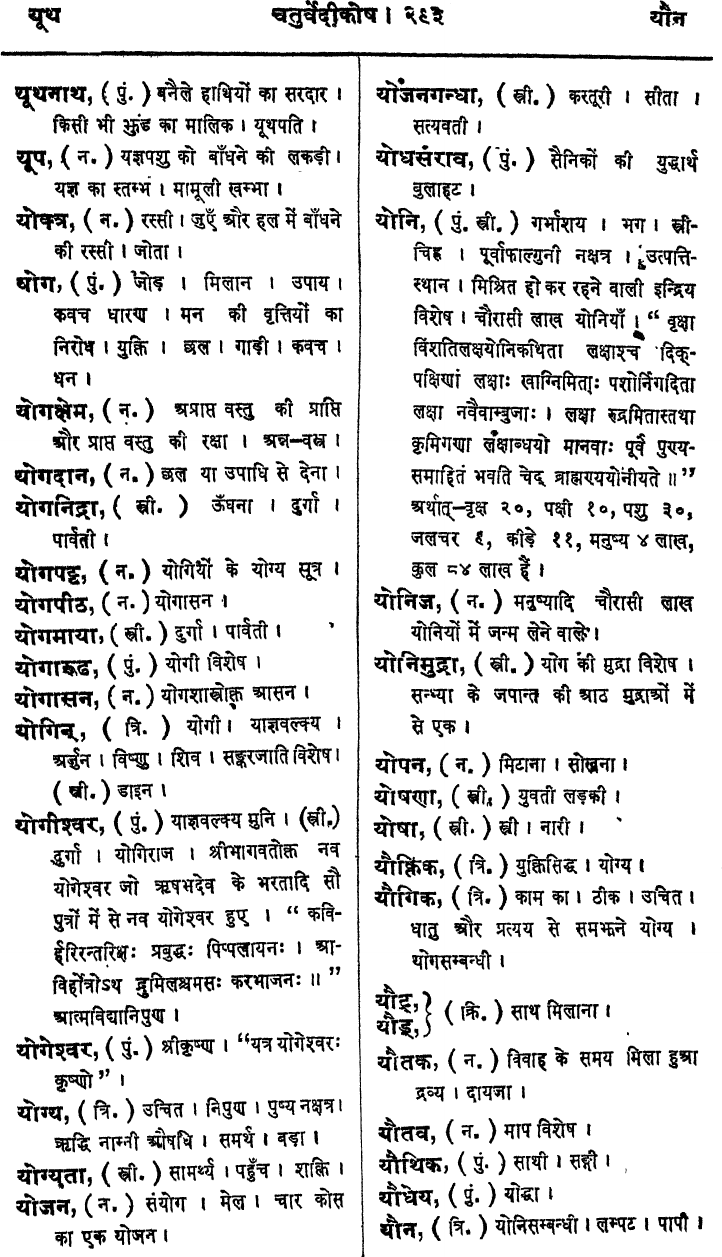 यूथ
चतुर्वेदीकोष । २९३
यौन
यूथनाथ, ( पुं. ) बनैले हाथियों का सरदार ।
किसी भी झुंड का मालिक । यूथपति ।
यूप, ( न. ) यज्ञपशु को बाँधने की लकड़ी ।
यज्ञ का स्तम्भ । मामूली खम्भा ।
योक्त्र, ( न. ) रस्सी । जुएँ और हल में बाँधने
की रस्सी । जोता ।
योग, ( पुं. ) जोड़ । मिलान । उपाय ।
कवच धारण । मन की वृत्तियों का
निरोध । युक्ति । छल । गाड़ी । कवच ।
धन ।
योगक्षेम, ( न. ) अप्राप्त वस्तु की प्राप्ति
और प्राप्त वस्तु की रक्षा । अन्न–वस्त्र ।
योगदान, ( न. ) छल या उपाधि से देना ।
योगनिद्रा, ( स्त्री. ) ऊँघना । दुर्गा ।
पार्वती ।
योगपट्ट, ( न. ) योगियों के योग्य सूत्र ।
योगपीठ, ( न. ) योगासन ।
योगमाया, ( स्त्री. ) दुर्गा । पार्वती ।
योगारूढ, ( पुं. ) योगी विशेष ।
योगासन, ( न. ) योगशास्त्रोक्त आसन ।
योगिन्, ( त्रि. ) योगी । याज्ञवल्क्य ।
अर्जुन । विष्णु । शिव । सङ्करजाति विशेष ।
( स्त्री. ) डाइन ।
योगीश्वर, ( पुं. ) याज्ञवल्क्य मुनि । (स्त्री.)
दुर्गा । योगिराज । श्रीभागवतोक्त नव
योगेश्वर जो ऋषभदेव के भरतादि सौ
पुत्रों में से नव योगेश्वर हुए । “ कवि-
र्हरिरन्तरिक्षः प्रबुद्धः पिप्पलायनः । आ-
विर्होत्रोऽथ द्रुमिलश्चमसः करभाजनः ॥ ”
आत्मविद्यानिपुण ।
योगेश्वर, ( पुं. ) श्रीकृष्ण । “यत्र योगेश्वरः
कृष्णो ” ।
योग्य, ( त्रि. ) उचित । निपुण । पुष्य नक्षत्र ।
ऋद्धि नाम्नी औषधि । समर्थ । बड़ा ।
योग्यता, ( स्त्री. ) सामर्थ्य । पहुँच । शक्ति ।
योजन, ( न. ) संयोग । मेल । चार कोस
का एक योजन ।
योजनगन्धा, ( स्त्री. ) कस्तूरी । सीता ।
सत्यवती ।
योधसंराव, ( पुं. ) सैनिकों की युद्धार्थ
बुलाहट ।
योनि, ( पुं. स्त्री. ) गर्भाशय । भग । स्त्री-
चिह्न । पूर्वाफाल्गुनी नक्षत्र । उत्पत्ति-
स्थान । मिश्रित हो कर रहने वाली इन्द्रिय
विशेष । चौरासी लाख योनियाँ । “ वृक्षा
विंशतिलक्षयोनिकथिता लक्षाश्च दिक्-
पक्षिणां लक्षाः खाग्निमिताः पशोर्निगदिता
लक्षा नवैवाम्बुजाः । लक्षा रुद्रमितास्तथा
कृमिगणा लक्षाब्धयो मानवाः पूर्वे पुण्य-
समाहितं भवति चेद् ब्राह्मण्ययोनीयते ॥ ”
अर्थात्–वृक्ष २०, पक्षी १०, पशु ३०,
जलचर ९, कीड़े ११, मनुष्य ४ लाख,
कुल ८४ लाख हैं ।
योनिज, ( न. ) मनुष्यादि चौरासी लाख
योनियों में जन्म लेने वाले ।
योनिमुद्रा, ( स्त्री. ) योग की मुद्रा विशेष ।
सन्ध्या के जपान्त की आठ मुद्राओं में
से एक ।
योपन, ( न. ) मिटाना । सोखना ।
योषणा, ( स्त्री. ) युवती लड़की ।
योषा, ( स्त्री. ) स्त्री । नारी ।
यौक्तिक, ( त्रि. ) युक्तिसिद्ध । योग्य ।
यौगिक, ( त्रि. ) काम का । ठीक । उचित ।
धातु और प्रत्यय से समझने योग्य ।
योगसम्बन्धी ।
यौट्, } ( क्रि. ) साथ मिलाना ।
यौड्, }
यौतक, ( न. ) विवाह के समय मिला हुआ
द्रव्य । दायजा ।
यौतव, ( न. ) माप विशेष ।
यौथिक, ( पुं. ) साथी । सङ्गी ।
यौधेय, ( पुं. ) योद्धा ।
यौन, ( त्रि. ) योनिसम्बन्धी । लम्पट । पापी ।